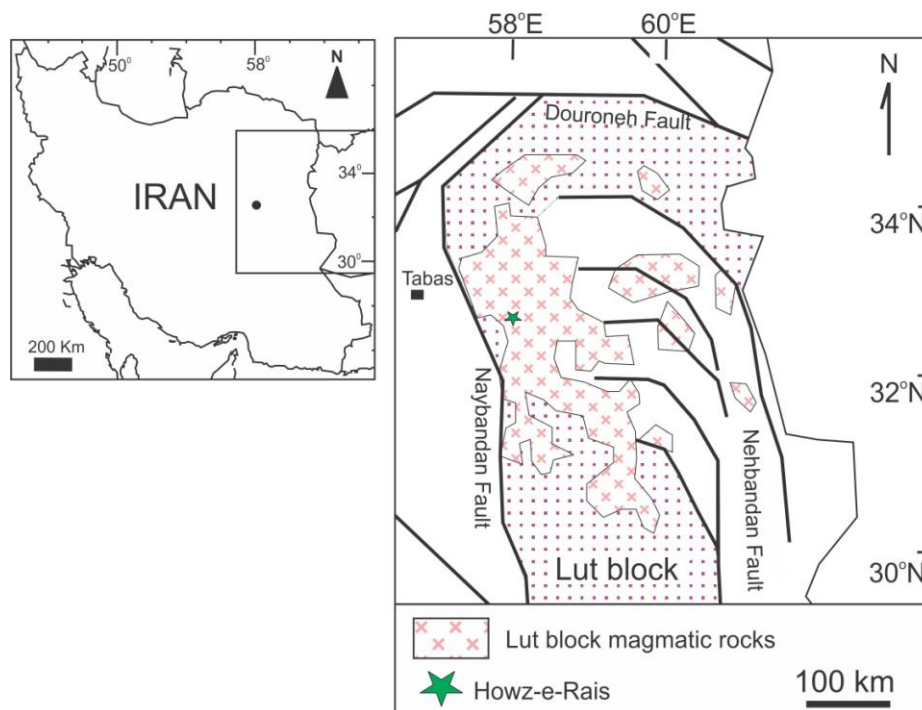 50°
58°
N
34°
IRAN
30°
200 Km
58°E
60°E
N
Douroneh Fault
34°N
Tabas
32°N
Naybandan Fault
Nehbandan Fault
30°N
Lut block
Lut block magmatic rocks
Howz-e-Rais
100 km